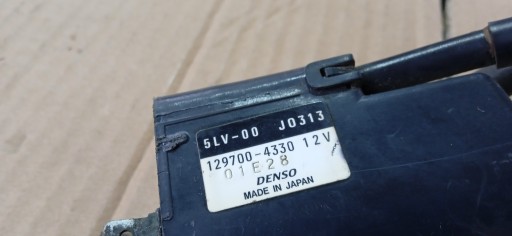 5LV-00 J0313
129700-4330 12V
01E28
DENSO
MADE IN JAPAN